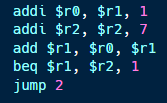 addi $r0, $r1, 1
addi $r2, $r2, 7
add $r1, $r0, $r1
beq $r1, $r2, 1
jump 2